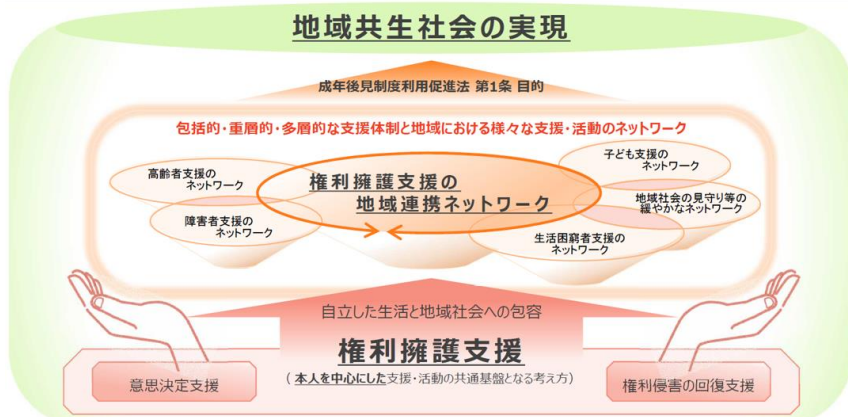 地域共生社会の実現
成年後見制度利用促進法 第1条 目的
包括的・重層的・多層的な支援体制と地域における様々な支援・活動のネットワーク
高齢者支援の
ネットワーク
障害者支援の
ネットワーク
権利擁護支援の
地域連携ネットワーク
子ども支援の
ネットワーク
地域社会の見守り等の
緩やかなネットワーク
生活困窮者支援の
ネットワーク
自立した生活と地域社会への包容
権利擁護支援
(本人を中心にした支援・活動の共通基盤となる考え方)
意思決定支援
権利侵害の回復支援